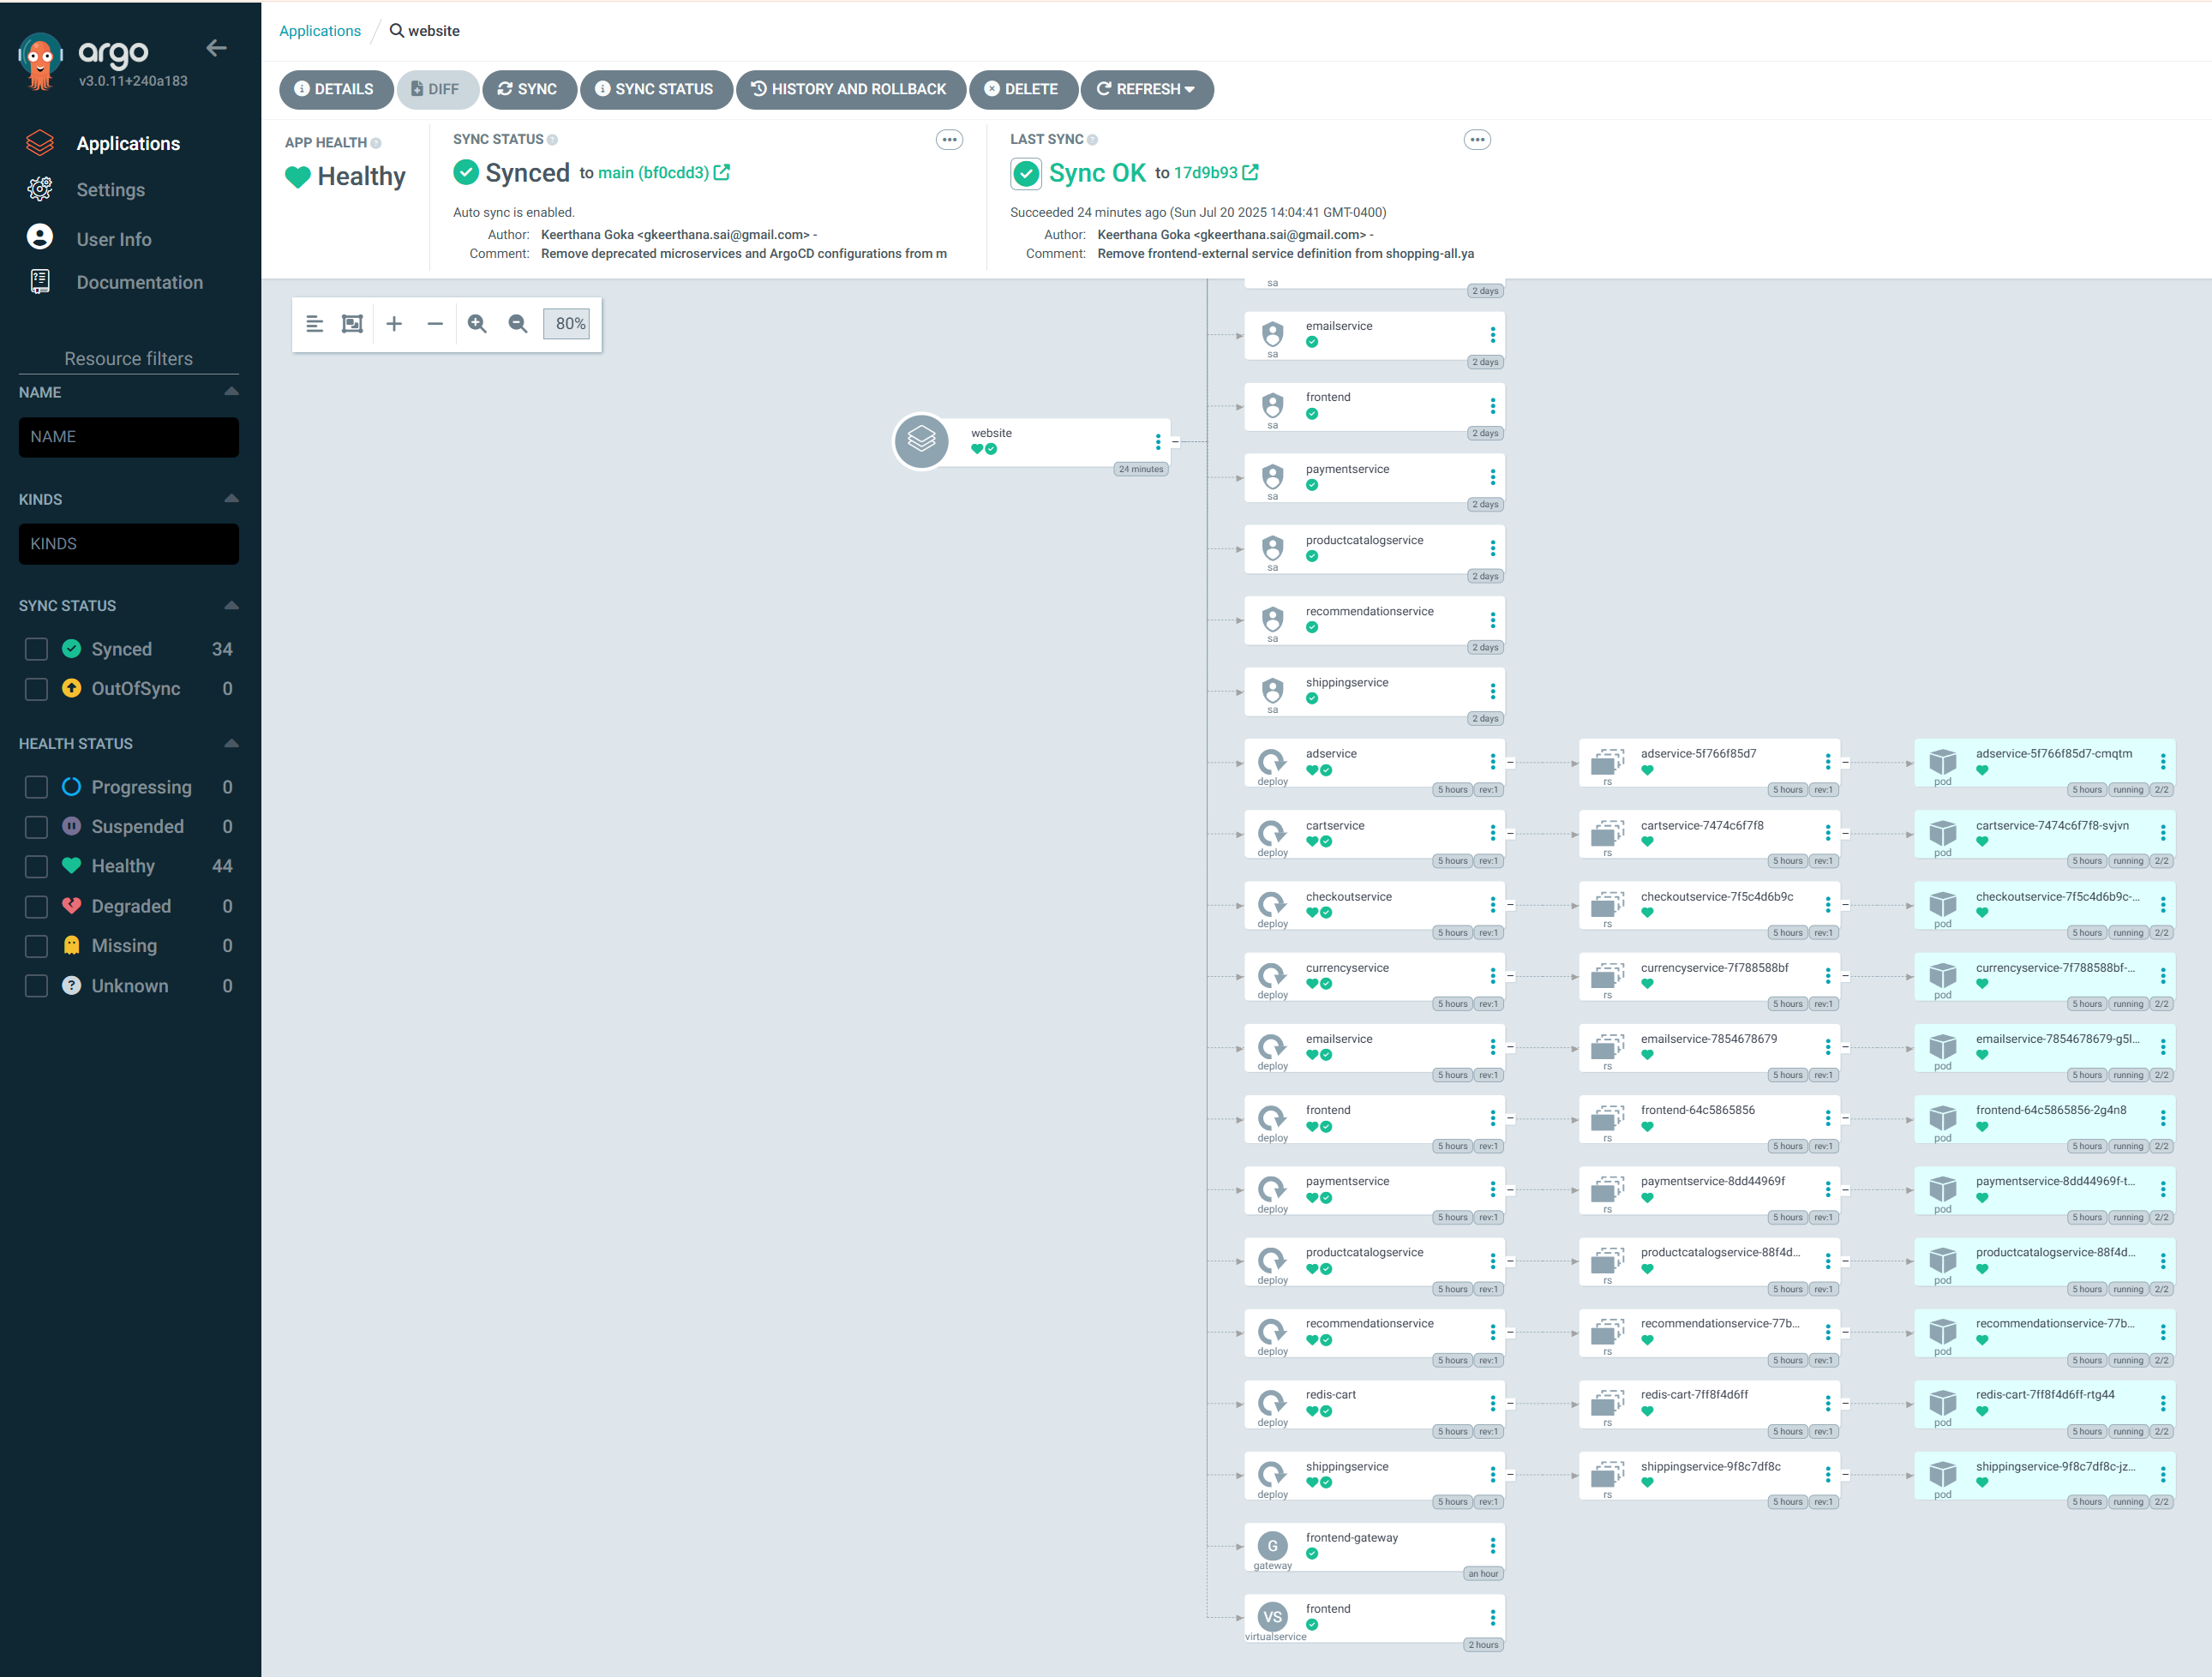 argo
v3.0.11+240a183
Applications
Settings
User Info
Documentation
Resource filters
NAME
NAME
KINDS
KINDS
SYNC STATUS
Synced 34
OutOfSync 0
HEALTH STATUS
Progressing 0
Suspended 0
Healthy 44
Degraded 0
Missing 0
Unknown 0
Applications / website
DETAILS DIFF SYNC SYNC STATUS HISTORY AND ROLLBACK DELETE REFRESH
APP HEALTH
Healthy
SYNC STATUS
Synced to main (bf0cdd3)
Auto sync is enabled.
Author: Keerthana Goka <gkeerthana.sai@gmail.com> -
Comment: Remove deprecated microservices and ArgoCD configurations from m
LAST SYNC
Sync OK to 17d9b93
Succeeded 24 minutes ago (Sun Jul 20 2025 14:04:41 GMT-0400)
Author: Keerthana Goka <gkeerthana.sai@gmail.com> -
Comment: Remove frontend-external service definition from shopping-all.ya
80%
website
24 minutes
sa
2 days
emailservice
sa
2 days
frontend
sa
2 days
paymentservice
sa
2 days
productcatalogservice
sa
2 days
recommendationservice
sa
2 days
shippingservice
sa
2 days
adservice
deploy
5 hours rev:1
adservice-5f766f85d7
rs
5 hours rev:1
adservice-5f766f85d7-cmqtm
pod
5 hours running 2/2
cartservice
deploy
5 hours rev:1
cartservice-7474c6f7f8
rs
5 hours rev:1
cartservice-7474c6f7f8-svjvn
pod
5 hours running 2/2
checkoutservice
deploy
5 hours rev:1
checkoutservice-7f5c4d6b9c
rs
5 hours rev:1
checkoutservice-7f5c4d6b9c-...
pod
5 hours running 2/2
currencyservice
deploy
5 hours rev:1
currencyservice-7f788588bf
rs
5 hours rev:1
currencyservice-7f788588bf-...
pod
5 hours running 2/2
emailservice
deploy
5 hours rev:1
emailservice-7854678679
rs
5 hours rev:1
emailservice-7854678679-g5l...
pod
5 hours running 2/2
frontend
deploy
5 hours rev:1
frontend-64c5865856
rs
5 hours rev:1
frontend-64c5865856-2g4n8
pod
5 hours running 2/2
paymentservice
deploy
5 hours rev:1
paymentservice-8dd44969f
rs
5 hours rev:1
paymentservice-8dd44969f-t...
pod
5 hours running 2/2
productcatalogservice
deploy
5 hours rev:1
productcatalogservice-88f4d...
rs
5 hours rev:1
productcatalogservice-88f4d...
pod
5 hours running 2/2
recommendationservice
deploy
5 hours rev:1
recommendationservice-77b...
rs
5 hours rev:1
recommendationservice-77b...
pod
5 hours running 2/2
redis-cart
deploy
5 hours rev:1
redis-cart-7ff8f4d6ff
rs
5 hours rev:1
redis-cart-7ff8f4d6ff-rtg44
pod
5 hours running 2/2
shippingservice
deploy
5 hours rev:1
shippingservice-9f8c7df8c
rs
5 hours rev:1
shippingservice-9f8c7df8c-jz...
pod
5 hours running 2/2
G
frontend-gateway
gateway
an hour
VS
frontend
virtualservice
2 hours